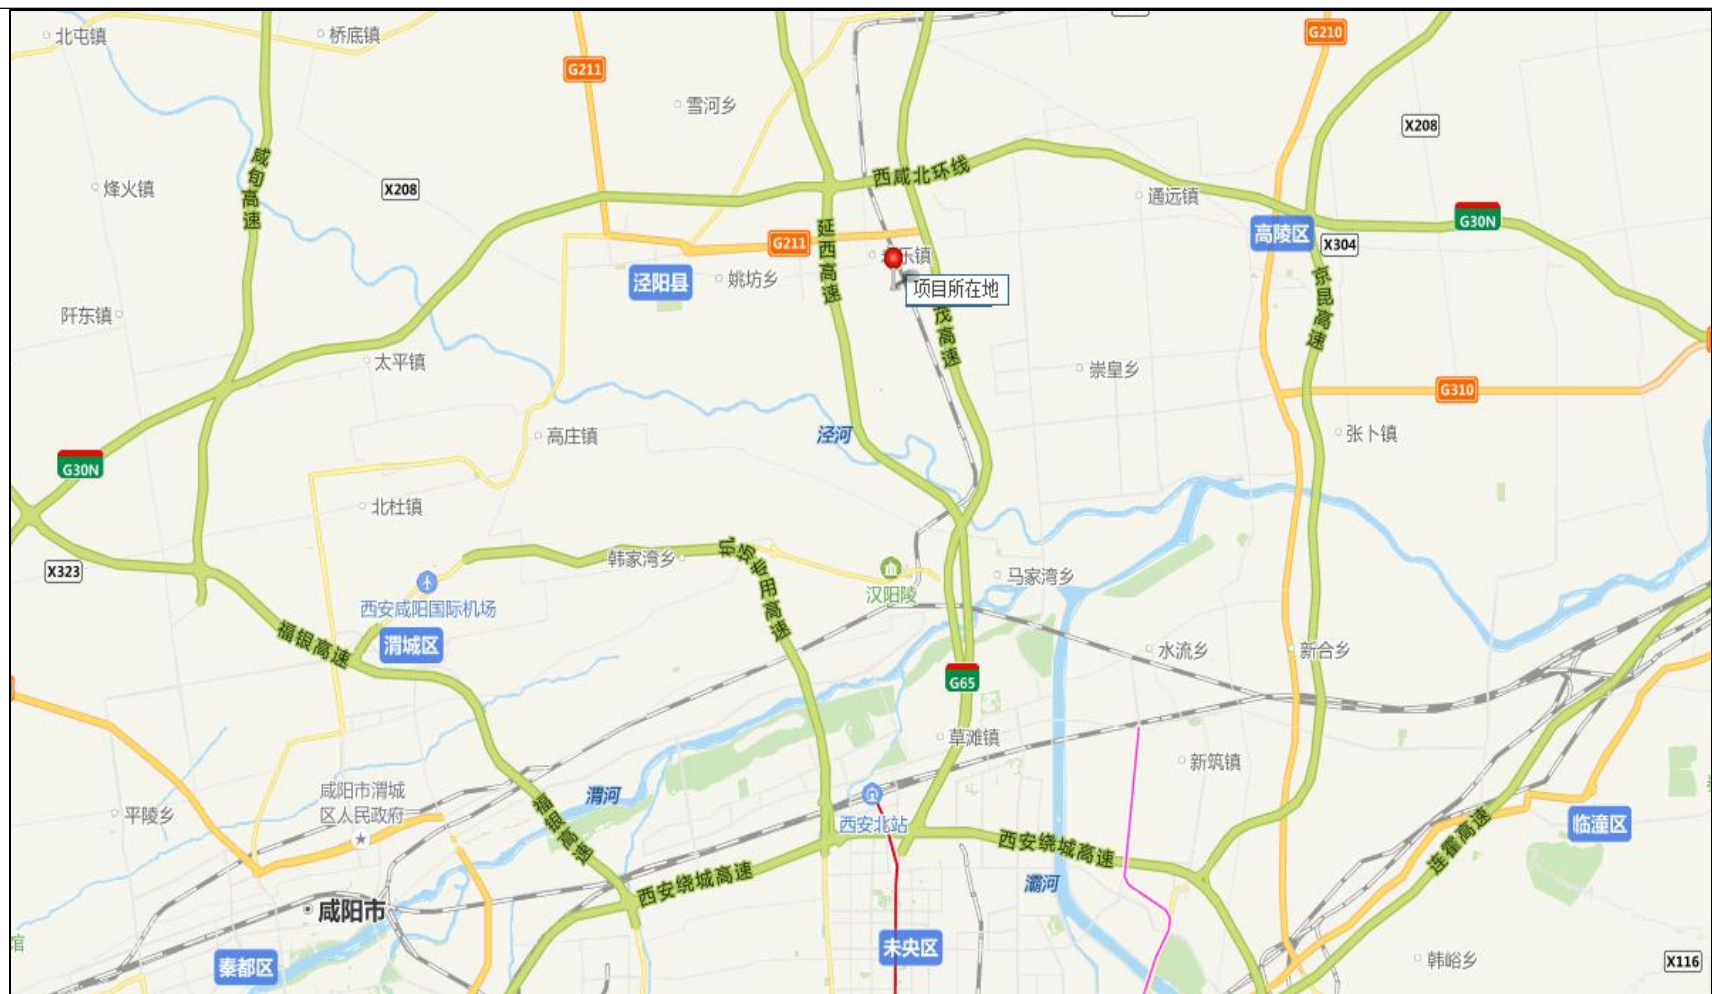 北屯镇
桥底镇
G211
雪河乡
G210
X208
咸旬高速
烽火镇
X208
西咸北环线
通远镇
高陵区
X304
G30N
延西高速
G211
乐镇
泾阳县
姚坊乡
项目所在地
茂高速
京昆高速
阡东镇
太平镇
崇皇乡
G310
高庄镇
泾河
张卜镇
G30N
北杜镇
机场专用高速
韩家湾乡
X323
汉阳陵
马家湾乡
西安咸阳国际机场
福银高速
渭城区
水流乡
新合乡
G65
草滩镇
新筑镇
咸阳市渭城
区人民政府
渭河
平陵乡
福银高速
西安北站
西安绕城高速
连霍高速
临潼区
西安绕城高速
灞河
咸阳市
馆
秦都区
未央区
韩峪乡
X116